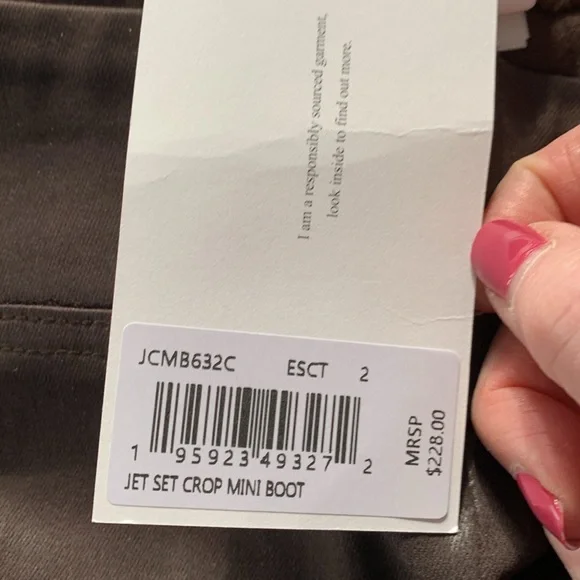 I am a responsibly sourced garment,
look inside to find out more.
JCMB632C ESCT 2
1 95923 49327 2
JET SET CROP MINI BOOT
MRSP
$228.00